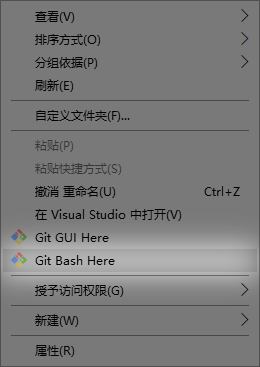 查看(V)
排序方式(O)
分组依据(P)
刷新(E)
自定义文件夹(F)...
粘贴(P)
粘贴快捷方式(S)
撤消 重命名(U) Ctrl+Z
在 Visual Studio 中打开(V)
Git GUI Here
Git Bash Here
授予访问权限(G)
新建(W)
属性(R)